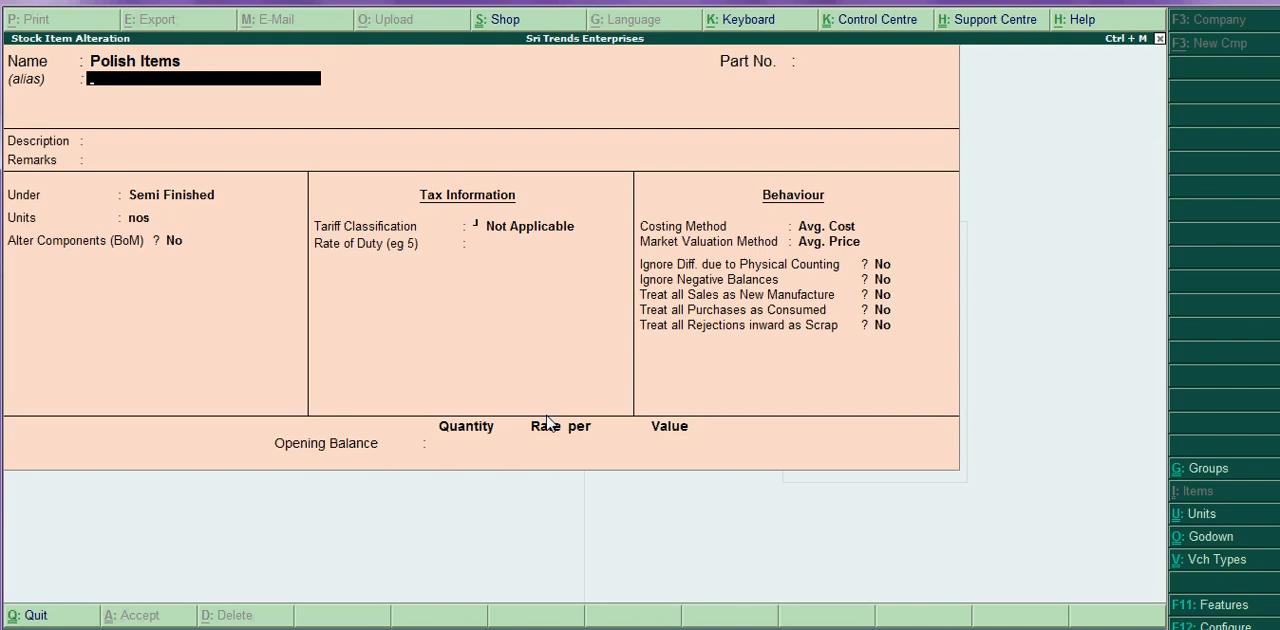 P: Print E: Export M: E-Mail O: Upload S: Shop G: Language K: Keyboard K: Control Centre H: Support Centre H: Help F3: Company
Stock Item Alteration Sri Trends Enterprises Ctrl + M
F3: New Cmp
Name : Polish Items Part No. :
(alias) :
Description :
Remarks :
Under : Semi Finished
Units : nos
Alter Components (BoM) ? No
Tax Information
Tariff Classification : ┘ Not Applicable
Rate of Duty (eg 5) :
Behaviour
Costing Method : Avg. Cost
Market Valuation Method : Avg. Price
Ignore Diff. due to Physical Counting ? No
Ignore Negative Balances ? No
Treat all Sales as New Manufacture ? No
Treat all Purchases as Consumed ? No
Treat all Rejections inward as Scrap ? No
Quantity Rate per Value
Opening Balance :
G: Groups
I: Items
U: Units
O: Godown
V: Vch Types
F11: Features
F12: Configure
Q: Quit A: Accept D: Delete